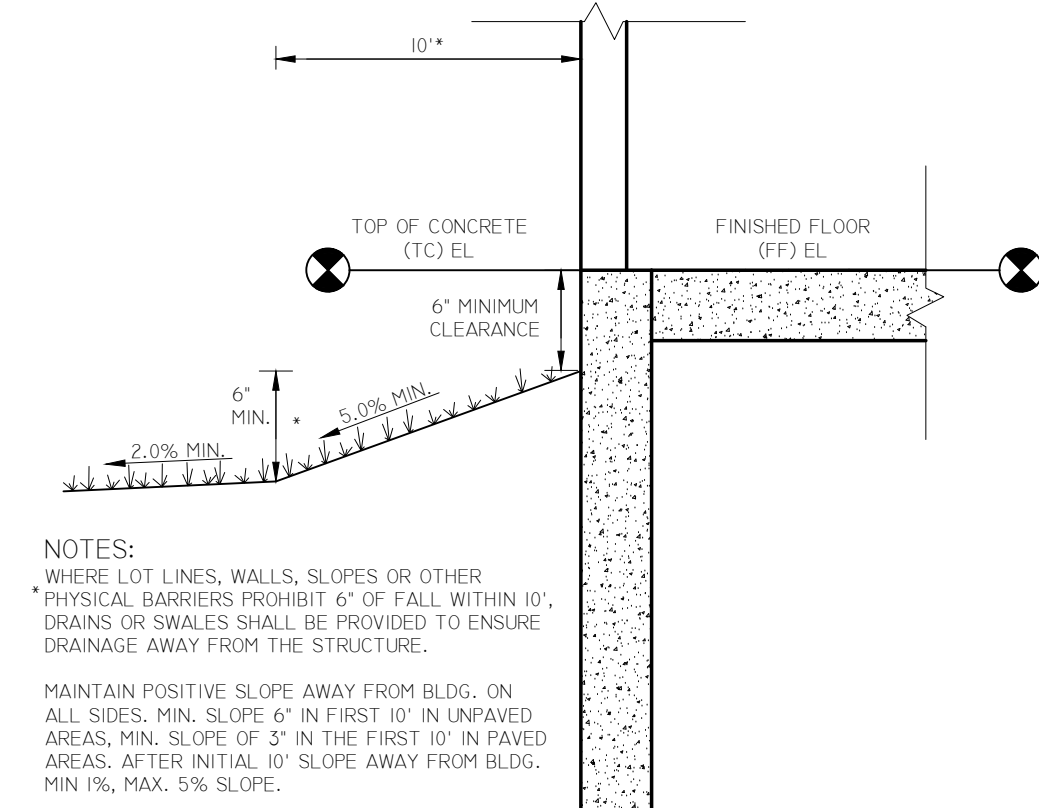 10'*
TOP OF CONCRETE
(TC) EL
FINISHED FLOOR
(FF) EL
6" MINIMUM
CLEARANCE
6"
MIN.
*
5.0% MIN.
2.0% MIN.
NOTES:
WHERE LOT LINES, WALLS, SLOPES OR OTHER
* PHYSICAL BARRIERS PROHIBIT 6" OF FALL WITHIN 10',
DRAINS OR SWALES SHALL BE PROVIDED TO ENSURE
DRAINAGE AWAY FROM THE STRUCTURE.
MAINTAIN POSITIVE SLOPE AWAY FROM BLDG. ON
ALL SIDES. MIN. SLOPE 6" IN FIRST 10' IN UNPAVED
AREAS, MIN. SLOPE OF 3" IN THE FIRST 10' IN PAVED
AREAS. AFTER INITIAL 10' SLOPE AWAY FROM BLDG.
MIN 1%, MAX. 5% SLOPE.